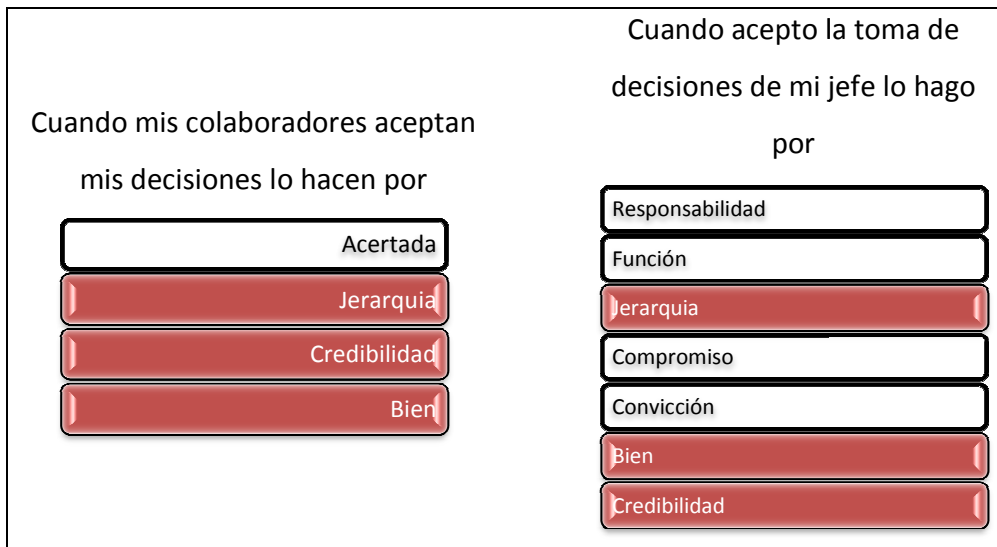 Cuando mis colaboradores aceptan
mis decisiones lo hacen por
Acertada
Jerarquia
Credibilidad
Bien
Cuando acepto la toma de
decisiones de mi jefe lo hago
por
Responsabilidad
Función
Jerarquia
Compromiso
Convicción
Bien
Credibilidad